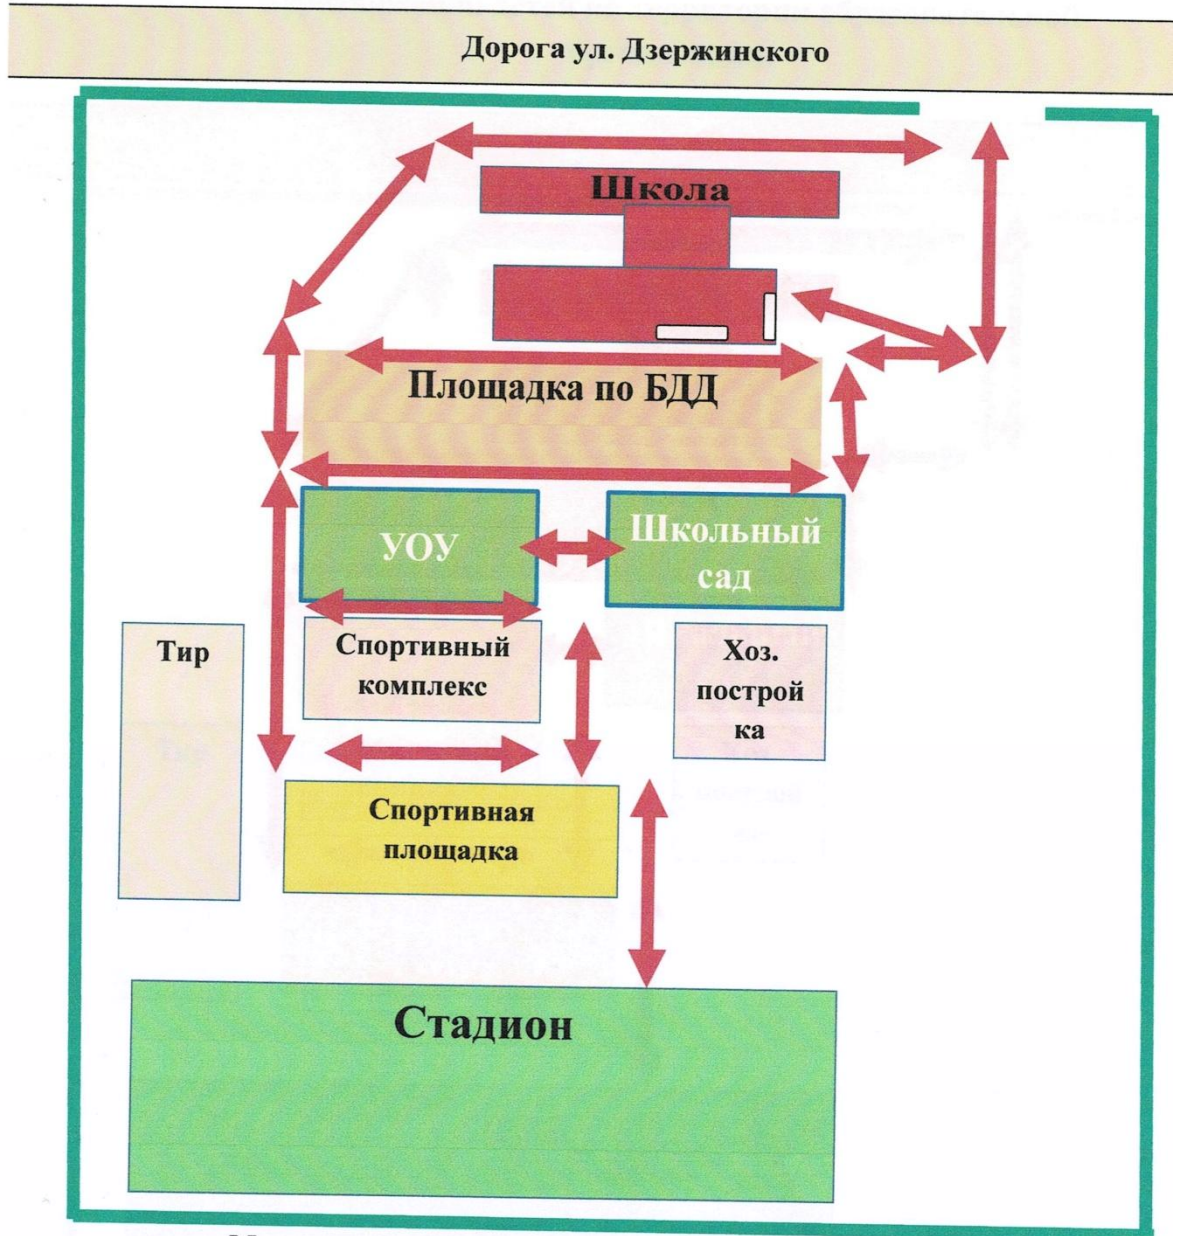 Дорога ул. Дзержинского
Школа
Площадка по БДД
УОУ
Школьный
сад
Тир
Спортивный
комплекс
Хоз.
построй
ка
Спортивная
площадка
Стадион